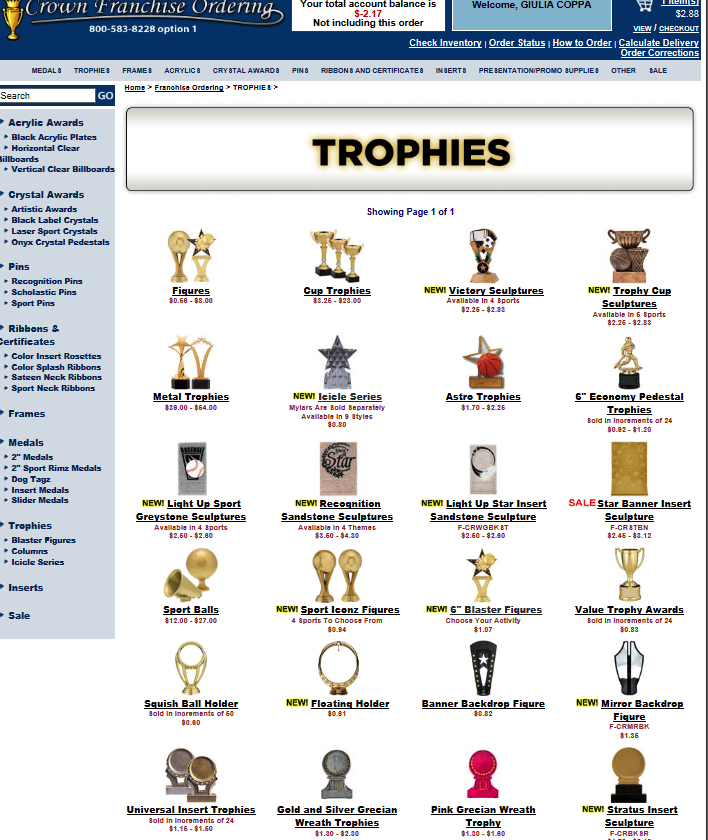 Crown Franchise Ordering
800-583-8228 option 1
Your total account balance is
$-2.17
Not including this order
Welcome, GIULIA COPPA
1 item(s)
$2.88
VIEW / CHECKOUT
Check Inventory | Order Status | How to Order | Calculate Delivery
Order Corrections
MEDALS TROPHIES FRAMES ACRYLICS CRYSTAL AWARDS PINS RIBBONS AND CERTIFICATES INSERTS PRESENTATION/PROMO SUPPLIES OTHER SALE
Search GO
Home > Franohise Ordering > TROPHIES >
Acrylic Awards
Black Acrylic Plates
Horizontal Clear
Billboards
Vertical Clear Billboards
Crystal Awards
Artistic Awards
Black Label Crystals
Laser Sport Crystals
Onyx Crystal Pedestals
Pins
Recognition Pins
Scholastic Pins
Sport Pins
Ribbons &
Certificates
Color Insert Rosettes
Color Splash Ribbons
Sateen Neck Ribbons
Sport Neck Ribbons
Frames
Medals
2" Medals
2" Sport Rimz Medals
Dog Tagz
Insert Medals
Slider Medals
Trophies
Blaster Figures
Columns
Icicle Series
Inserts
Sale
TROPHIES
Showing Page 1 of 1
Figures
$0.56 - $3.00
Cup Trophies
$3.25 - $23.00
NEW! Victory Sculptures
Available in 4 Sports
$2.25 - $2.83
NEW! Trophy Cup
Sculptures
Available in 5 Sports
$2.25 - $2.83
Metal Trophies
$39.00 - $54.00
NEW! Icicle Series
Mylars Are Sold Separately
Available in 9 Styles
$0.80
Astro Trophies
$1.70 - $2.25
6" Economy Pedestal
Trophies
Sold in Increments of 24
$0.92 - $1.20
BASEBALL
NEW! Light Up Sport
Greystone Sculptures
Available in 4 Sports
$2.50 - $2.60
Star
NEW! Recognition
Sandstone Sculptures
Available in 4 Themes
$3.50 - $4.30
NEW! Light Up Star Insert
Sandstone Sculpture
F-CRWGBKST
$2.50 - $2.60
SALE Star Banner Insert
Sculpture
F-CRSTBN
$2.45 - $3.12
Sport Balls
$12.00 - $27.00
NEW! Sport Iconz Figures
4 Sports To Choose From
$0.94
NEW! 6" Blaster Figures
Choose Your Activity
$1.07
Value Trophy Awards
Sold in Increments of 24
$0.83
Squish Ball Holder
Sold in Increments of 50
$0.60
NEW! Floating Holder
$0.61
Banner Backdrop Figure
$0.82
NEW! Mirror Backdrop
Figure
F-CRMRBK
$1.35
Universal Insert Trophies
Sold in Increments of 24
$1.15 - $1.50
Gold and Silver Grecian
Wreath Trophies
$1.30 - $2.30
Pink Grecian Wreath
Trophy
$1.30 - $1.60
NEW! Stratus Insert
Sculpture
F-CRBKSR